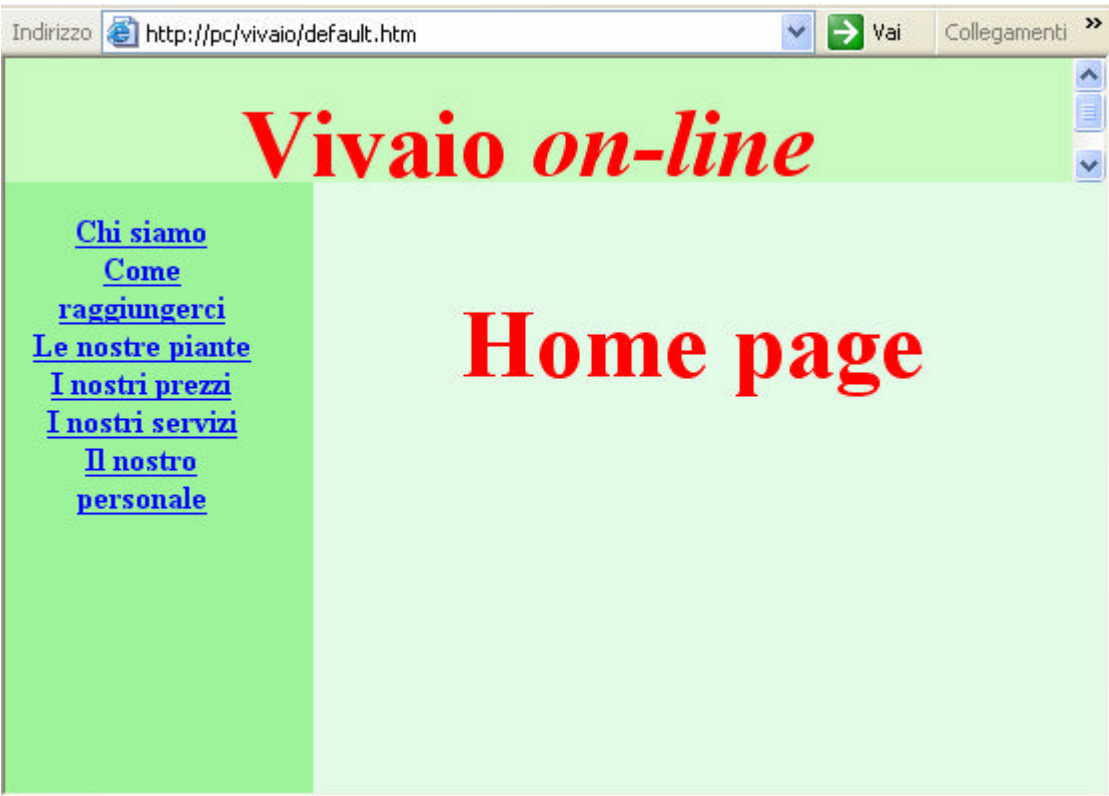 Indirizzo http://pc/vivaio/default.htm Vai Collegamenti »
Vivaio on-line
Chi siamo
Come
raggiungerci
Le nostre piante
I nostri prezzi
I nostri servizi
Il nostro
personale
Home page